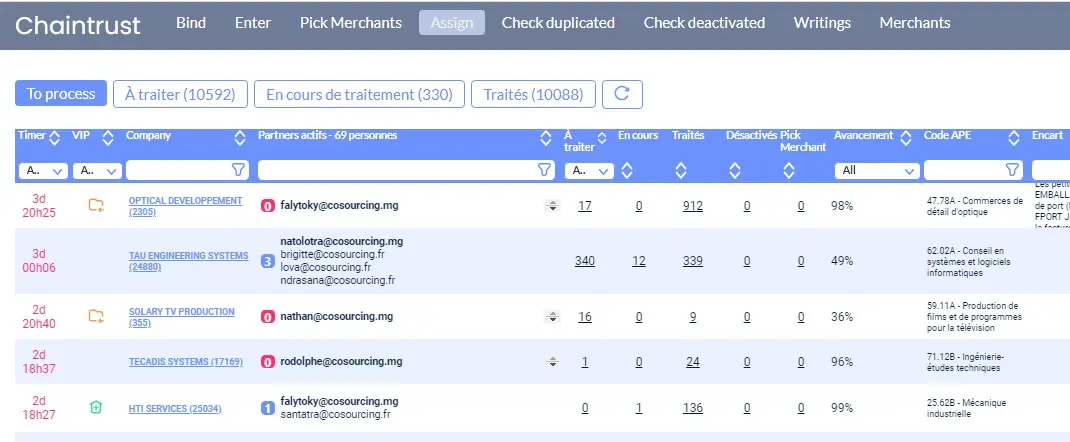 Chaintrust Bind Enter Pick Merchants Assign Check duplicated Check deactivated Writings Merchants
To process À traiter (10592) En cours de traitement (330) Traités (10088)
Timer VIP Company Partners actifs - 69 personnes À traiter En cours Traités Désactivés Pick Merchant Avancement Code APE Encart
A.. A.. A.. All
3d 20h25
OPTICAL DEVELOPPEMENT (2305)
0 falytoky@cosourcing.mg
17 0 912 0 0 98%
47.78A - Commerces de
détail d'optique
EMBALL
de port (
FPORT J
la factur
3d 00h06
TAU ENGINEERING SYSTEMS (24880)
3
natolotra@cosourcing.mg
brigitte@cosourcing.fr
lova@cosourcing.fr
ndrasana@cosourcing.fr
340 12 339 0 0 49%
62.02A - Conseil en
systèmes et logiciels
informatiques
2d 20h40
SOLARY TV PRODUCTION (355)
0 nathan@cosourcing.mg
16 0 9 0 0 36%
59.11A - Production de
films et de programmes
pour la télévision
2d 18h37
TECADIS SYSTEMS (17169)
0 rodolphe@cosourcing.mg
1 0 24 0 0 96%
71.12B - Ingénierie-
études techniques
2d 18h27
HTI SERVICES (25034)
1
falytoky@cosourcing.mg
santatra@cosourcing.fr
0 1 136 0 0 99%
25.62B - Mécanique
industrielle